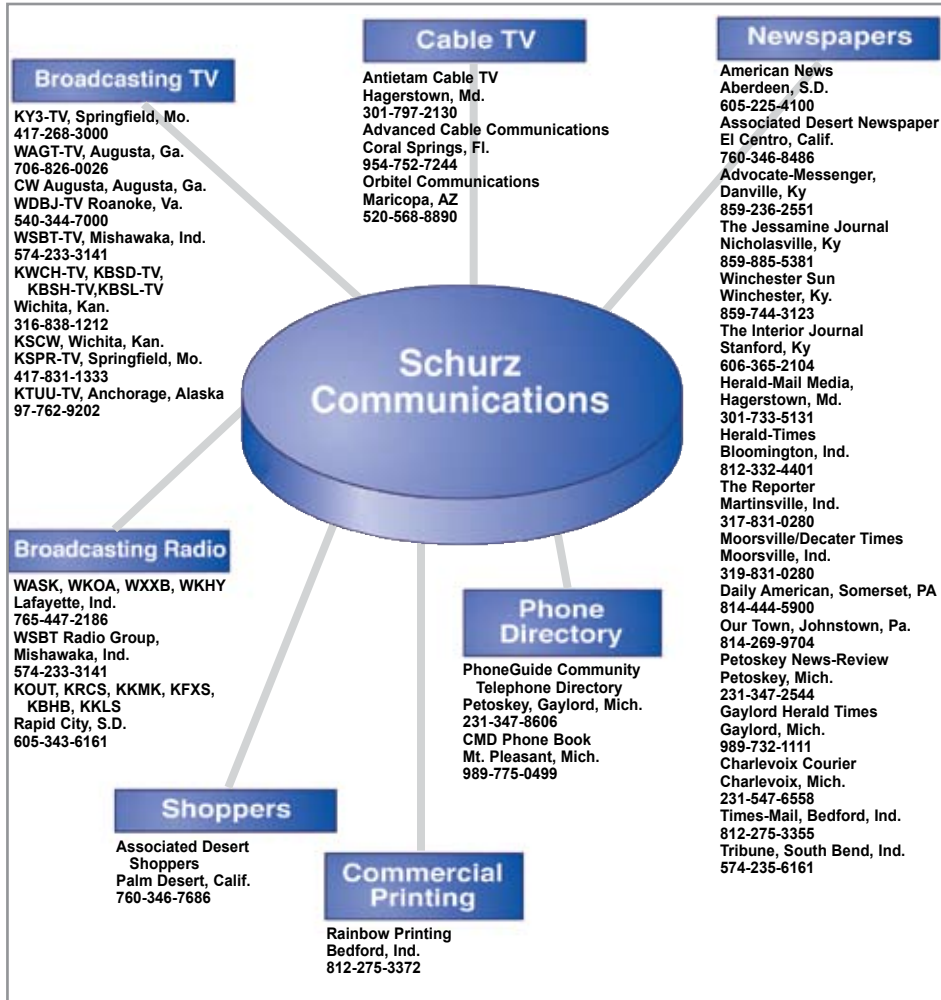 Broadcasting TV
KY3-TV, Springfield, Mo.
417-268-3000
WAGT-TV, Augusta, Ga.
706-826-0026
CW Augusta, Augusta, Ga.
WDBJ-TV Roanoke, Va.
540-344-7000
WSBT-TV, Mishawaka, Ind.
574-233-3141
KWCH-TV, KBSD-TV,
KBSH-TV,KBSL-TV
Wichita, Kan.
316-838-1212
KSCW, Wichita, Kan.
KSPR-TV, Springfield, Mo.
417-831-1333
KTUU-TV, Anchorage, Alaska
97-762-9202
Cable TV
Antietam Cable TV
Hagerstown, Md.
301-797-2130
Advanced Cable Communications
Coral Springs, Fl.
954-752-7244
Orbitel Communications
Maricopa, AZ
520-568-8890
Newspapers
American News
Aberdeen, S.D.
605-225-4100
Associated Desert Newspaper
El Centro, Calif.
760-346-8486
Advocate-Messenger,
Danville, Ky
859-236-2551
The Jessamine Journal
Nicholasville, Ky
859-885-5381
Winchester Sun
Winchester, Ky.
859-744-3123
The Interior Journal
Stanford, Ky
606-365-2104
Herald-Mail Media,
Hagerstown, Md.
301-733-5131
Herald-Times
Bloomington, Ind.
812-332-4401
The Reporter
Martinsville, Ind.
317-831-0280
Moorsville/Decater Times
Moorsville, Ind.
319-831-0280
Daily American, Somerset, PA
814-444-5900
Our Town, Johnstown, Pa.
814-269-9704
Petoskey News-Review
Petoskey, Mich.
231-347-2544
Gaylord Herald Times
Gaylord, Mich.
989-732-1111
Charlevoix Courier
Charlevoix, Mich.
231-547-6558
Times-Mail, Bedford, Ind.
812-275-3355
Tribune, South Bend, Ind.
574-235-6161
Schurz
Communications
Broadcasting Radio
WASK, WKOA, WXXB, WKHY
Lafayette, Ind.
765-447-2186
WSBT Radio Group,
Mishawaka, Ind.
574-233-3141
KOUT, KRCS, KKMK, KFXS,
KBHB, KKLS
Rapid City, S.D.
605-343-6161
Phone
Directory
PhoneGuide Community
Telephone Directory
Petoskey, Gaylord, Mich.
231-347-8606
CMD Phone Book
Mt. Pleasant, Mich.
989-775-0499
Shoppers
Associated Desert
Shoppers
Palm Desert, Calif.
760-346-7686
Commercial
Printing
Rainbow Printing
Bedford, Ind.
812-275-3372